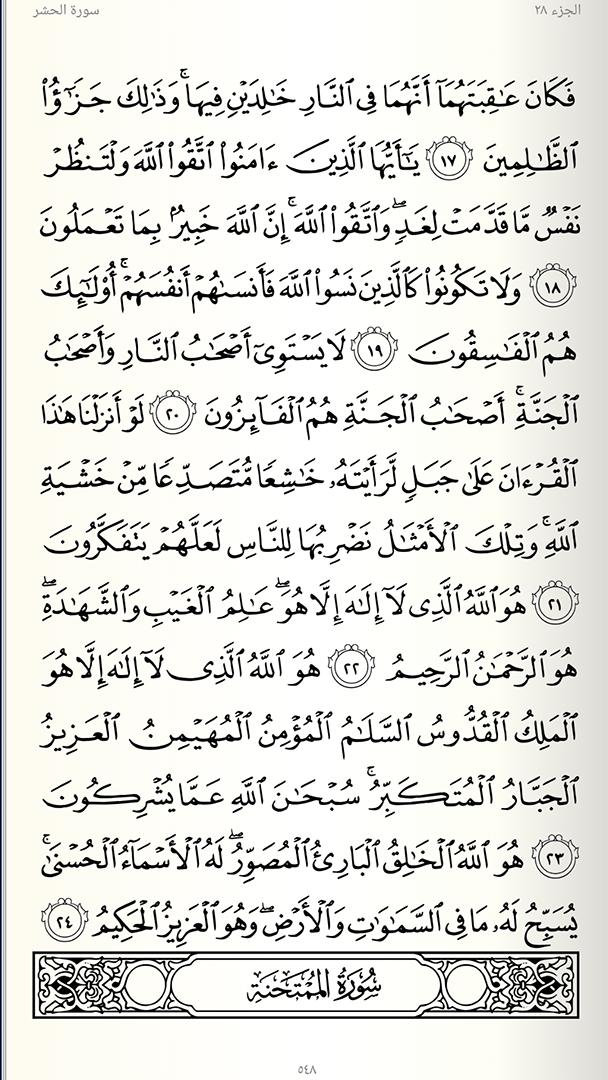 الجزء ٢٨
سورة الحشر
فَكَانَ عَٰقِبَتَهُمَآ أَنَّهُمَا فِى ٱلنَّارِ خَٰلِدَيْنِ فِيهَا ۚ وَذَٰلِكَ جَزَٰٓؤُا۟
ٱلظَّٰلِمِينَ ١٧ يَٰٓأَيُّهَا ٱلَّذِينَ ءَامَنُوا۟ ٱتَّقُوا۟ ٱللَّهَ وَلْتَنظُرْ
نَفْسٌ مَّا قَدَّمَتْ لِغَدٍ ۖ وَٱتَّقُوا۟ ٱللَّهَ ۚ إِنَّ ٱللَّهَ خَبِيرٌۢ بِمَا تَعْمَلُونَ
١٨ وَلَا تَكُونُوا۟ كَٱلَّذِينَ نَسُوا۟ ٱللَّهَ فَأَنسَىٰهُمْ أَنفُسَهُمْ ۚ أُو۟لَٰٓئِكَ
هُمُ ٱلْفَٰسِقُونَ ١٩ لَا يَسْتَوِىٓ أَصْحَٰبُ ٱلنَّارِ وَأَصْحَٰبُ
ٱلْجَنَّةِ ۚ أَصْحَٰبُ ٱلْجَنَّةِ هُمُ ٱلْفَآئِزُونَ ٢٠ لَوْ أَنزَلْنَا هَٰذَا
ٱلْقُرْءَانَ عَلَىٰ جَبَلٍ لَّرَأَيْتَهُۥ خَٰشِعًا مُّتَصَدِّعًا مِّنْ خَشْيَةِ
ٱللَّهِ ۚ وَتِلْكَ ٱلْأَمْثَٰلُ نَضْرِبُهَا لِلنَّاسِ لَعَلَّهُمْ يَتَفَكَّرُونَ
٢١ هُوَ ٱللَّهُ ٱلَّذِى لَآ إِلَٰهَ إِلَّا هُوَ ۖ عَٰلِمُ ٱلْغَيْبِ وَٱلشَّهَٰدَةِ ۖ
هُوَ ٱلرَّحْمَٰنُ ٱلرَّحِيمُ ٢٢ هُوَ ٱللَّهُ ٱلَّذِى لَآ إِلَٰهَ إِلَّا هُوَ
ٱلْمَلِكُ ٱلْقُدُّوسُ ٱلسَّلَٰمُ ٱلْمُؤْمِنُ ٱلْمُهَيْمِنُ ٱلْعَزِيزُ
ٱلْجَبَّارُ ٱلْمُتَكَبِّرُ ۚ سُبْحَٰنَ ٱللَّهِ عَمَّا يُشْرِكُونَ
٢٣ هُوَ ٱللَّهُ ٱلْخَٰلِقُ ٱلْبَارِئُ ٱلْمُصَوِّرُ ۖ لَهُ ٱلْأَسْمَآءُ ٱلْحُسْنَىٰ ۚ
يُسَبِّحُ لَهُۥ مَا فِى ٱلسَّمَٰوَٰتِ وَٱلْأَرْضِ ۖ وَهُوَ ٱلْعَزِيزُ ٱلْحَكِيمُ ٢٤
سُورَةُ المُمْتَحنَةِ
٥٤٨